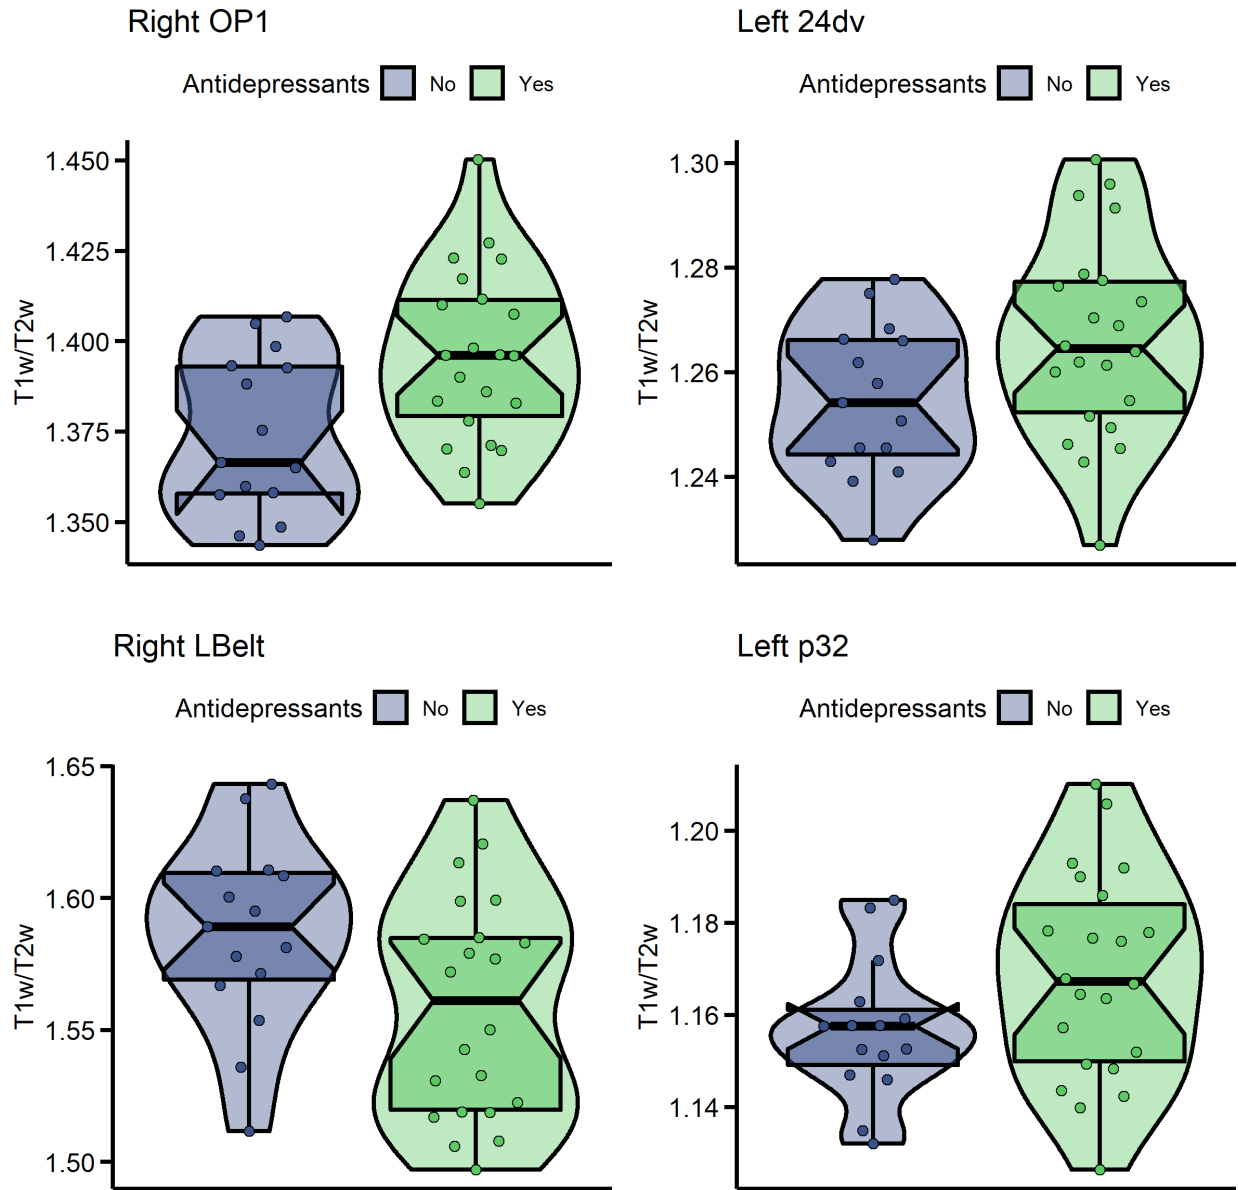 Right OP1
Antidepressants No Yes
T1w/T2w
1.450
1.425
1.400
1.375
1.350
Left 24dv
Antidepressants No Yes
T1w/T2w
1.30
1.28
1.26
1.24
Right LBelt
Antidepressants No Yes
T1w/T2w
1.65
1.60
1.55
1.50
Left p32
Antidepressants No Yes
T1w/T2w
1.20
1.18
1.16
1.14